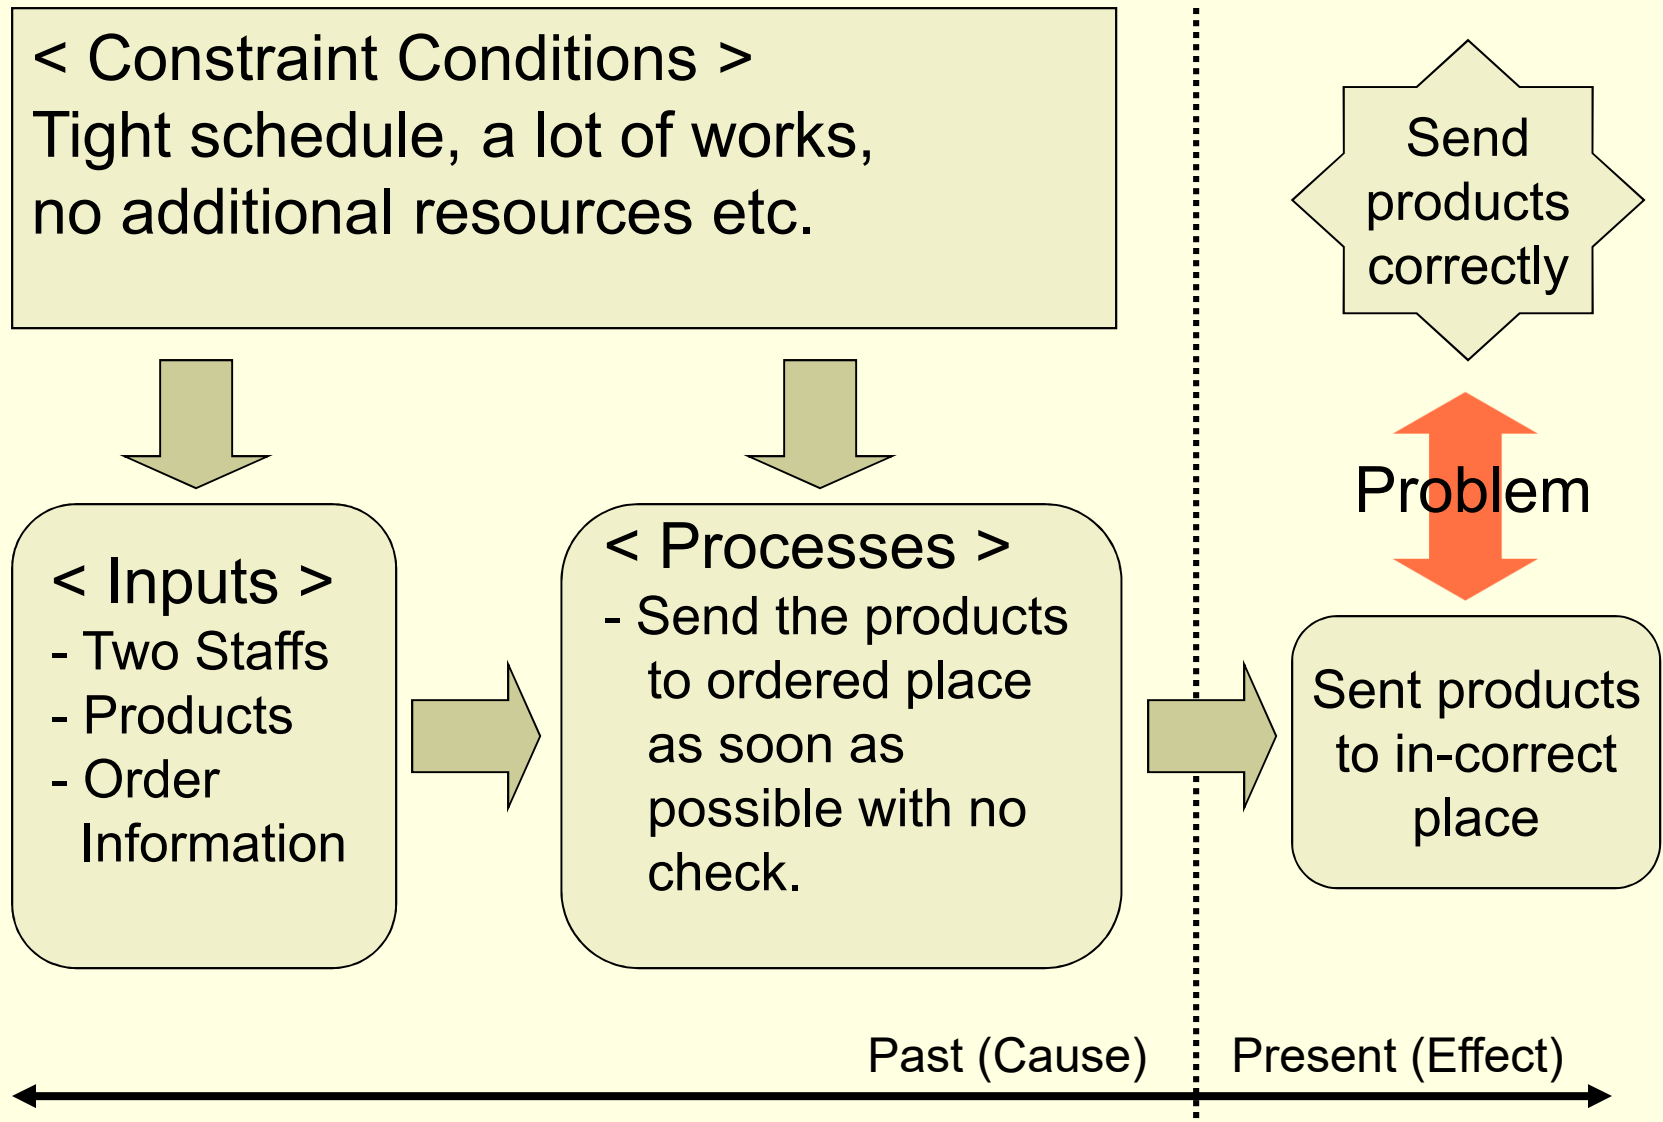 < Constraint Conditions >
Tight schedule, a lot of works,
no additional resources etc.
Send
products
correctly
Problem
< Inputs >
- Two Staffs
- Products
- Order
Information
< Processes >
- Send the products
to ordered place
as soon as
possible with no
check.
Sent products
to in-correct
place
Past (Cause)
Present (Effect)